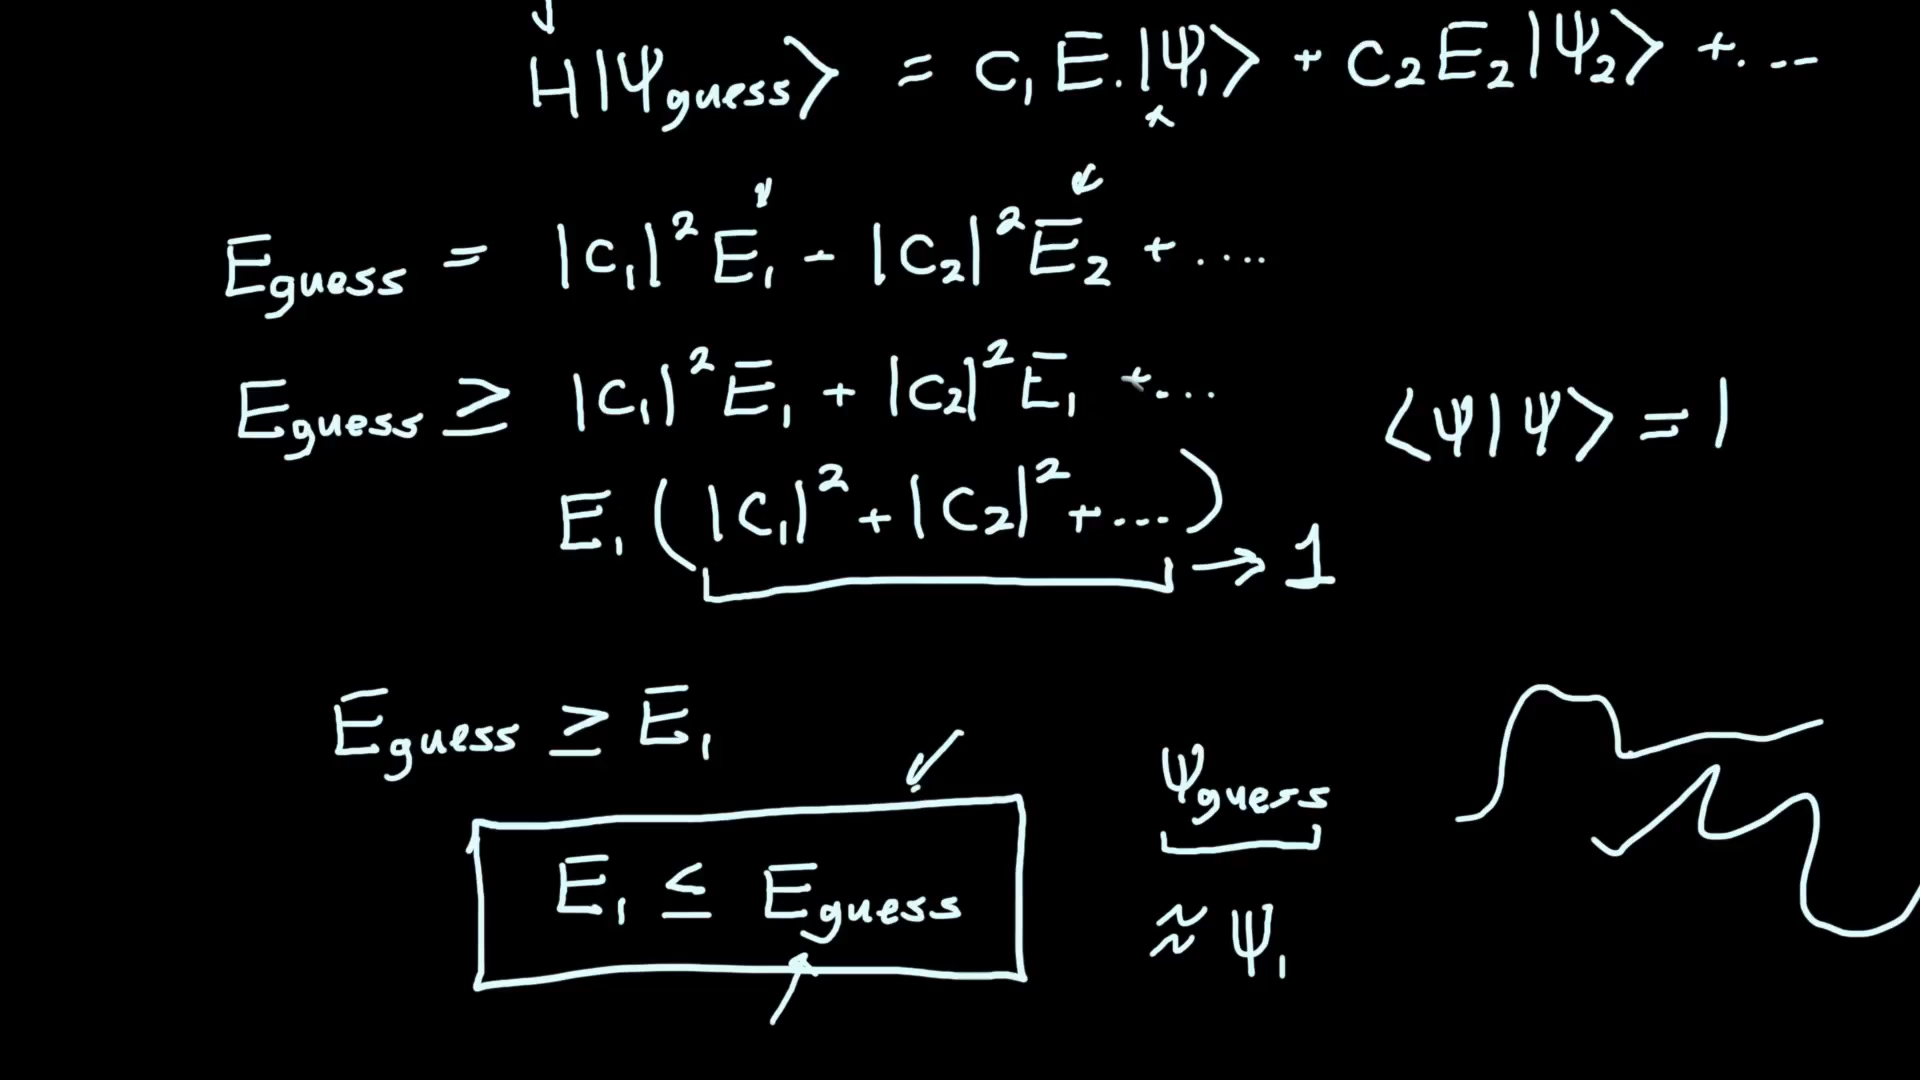 H|Ψguess⟩ = C₁E.|Ψ₁⟩ + C₂E₂|Ψ₂⟩ +...
Eguess = |C₁|²E₁ - |C₂|²E₂ + ....
Eguess ≥ |C₁|²E₁ + |C₂|²E₁ +...
⟨Ψ|Ψ⟩ = 1
E₁(|C₁|² + |C₂|² + ...) → 1
Eguess ≥ E₁
Ψguess
E₁ ≤ Eguess
≈ Ψ₁